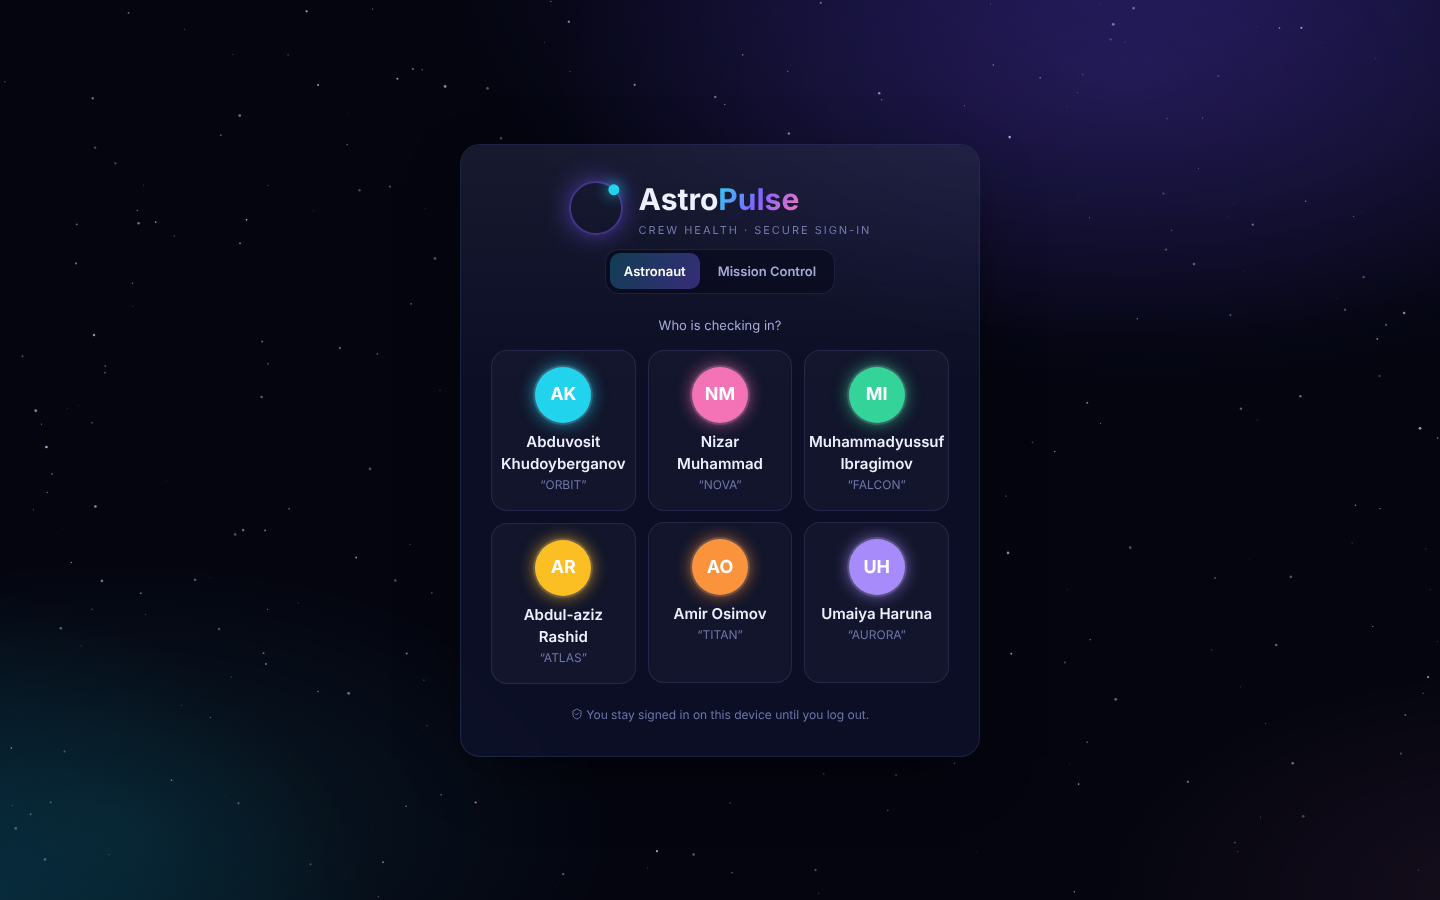 AstroPulse
CREW HEALTH · SECURE SIGN-IN
Astronaut
Mission Control
Who is checking in?
AK
Abduvosit
Khudoyberganov
“ORBIT”
NM
Nizar
Muhammad
“NOVA”
MI
Muhammadyussuf
Ibragimov
“FALCON”
AR
Abdul-aziz
Rashid
“ATLAS”
AO
Amir Osimov
“TITAN”
UH
Umaiya Haruna
“AURORA”
You stay signed in on this device until you log out.